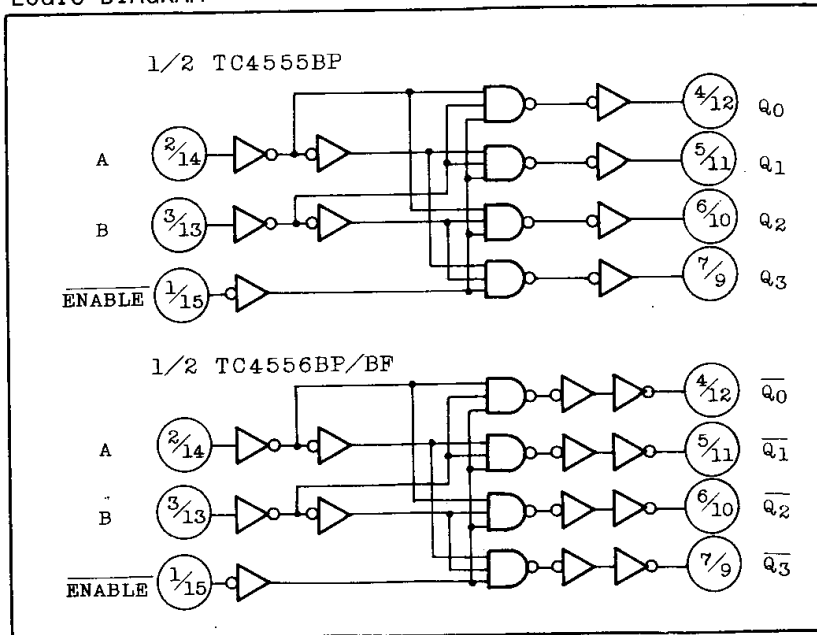 LOGIC DIAGRAM
1/2 TC4555BP
A 2/14 4/12 Q0
5/11 Q1
B 3/13 6/10 Q2
ENABLE 1/15 7/9 Q3
1/2 TC4556BP/BF
A 2/14 4/12 Q0
5/11 Q1
B 3/13 6/10 Q2
ENABLE 1/15 7/9 Q3